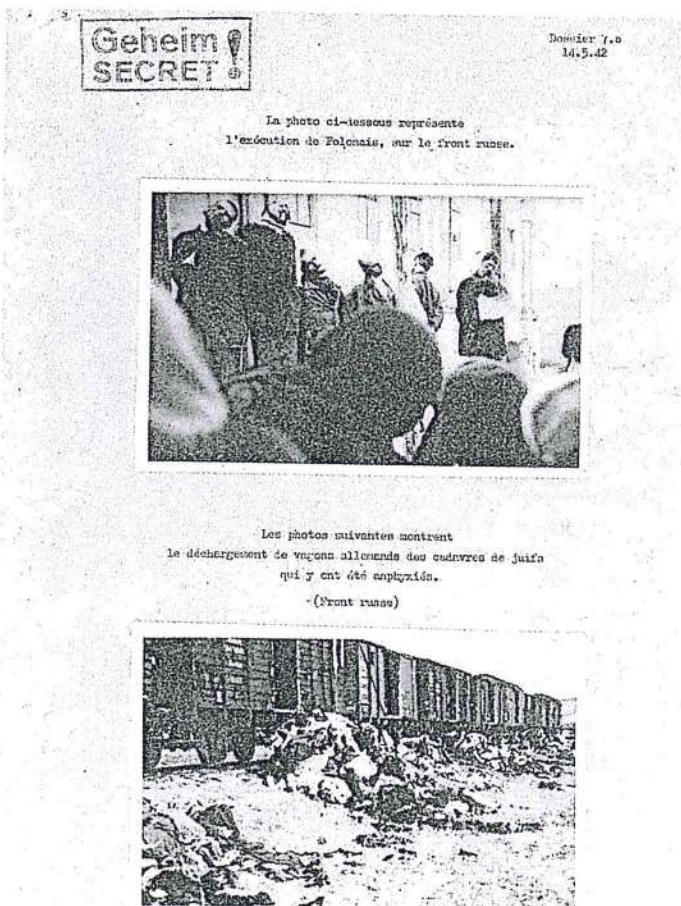 Geheim !
SECRET
Dossier 7.o
14.5.42
La photo ci-dessous représente
l'exécution de Polonais, sur le front russe.
Les photos suivantes montrent
le déchargement de wagons allemands des cadavres de juifs
qui y ont été asphyxiés.
(Front russe)